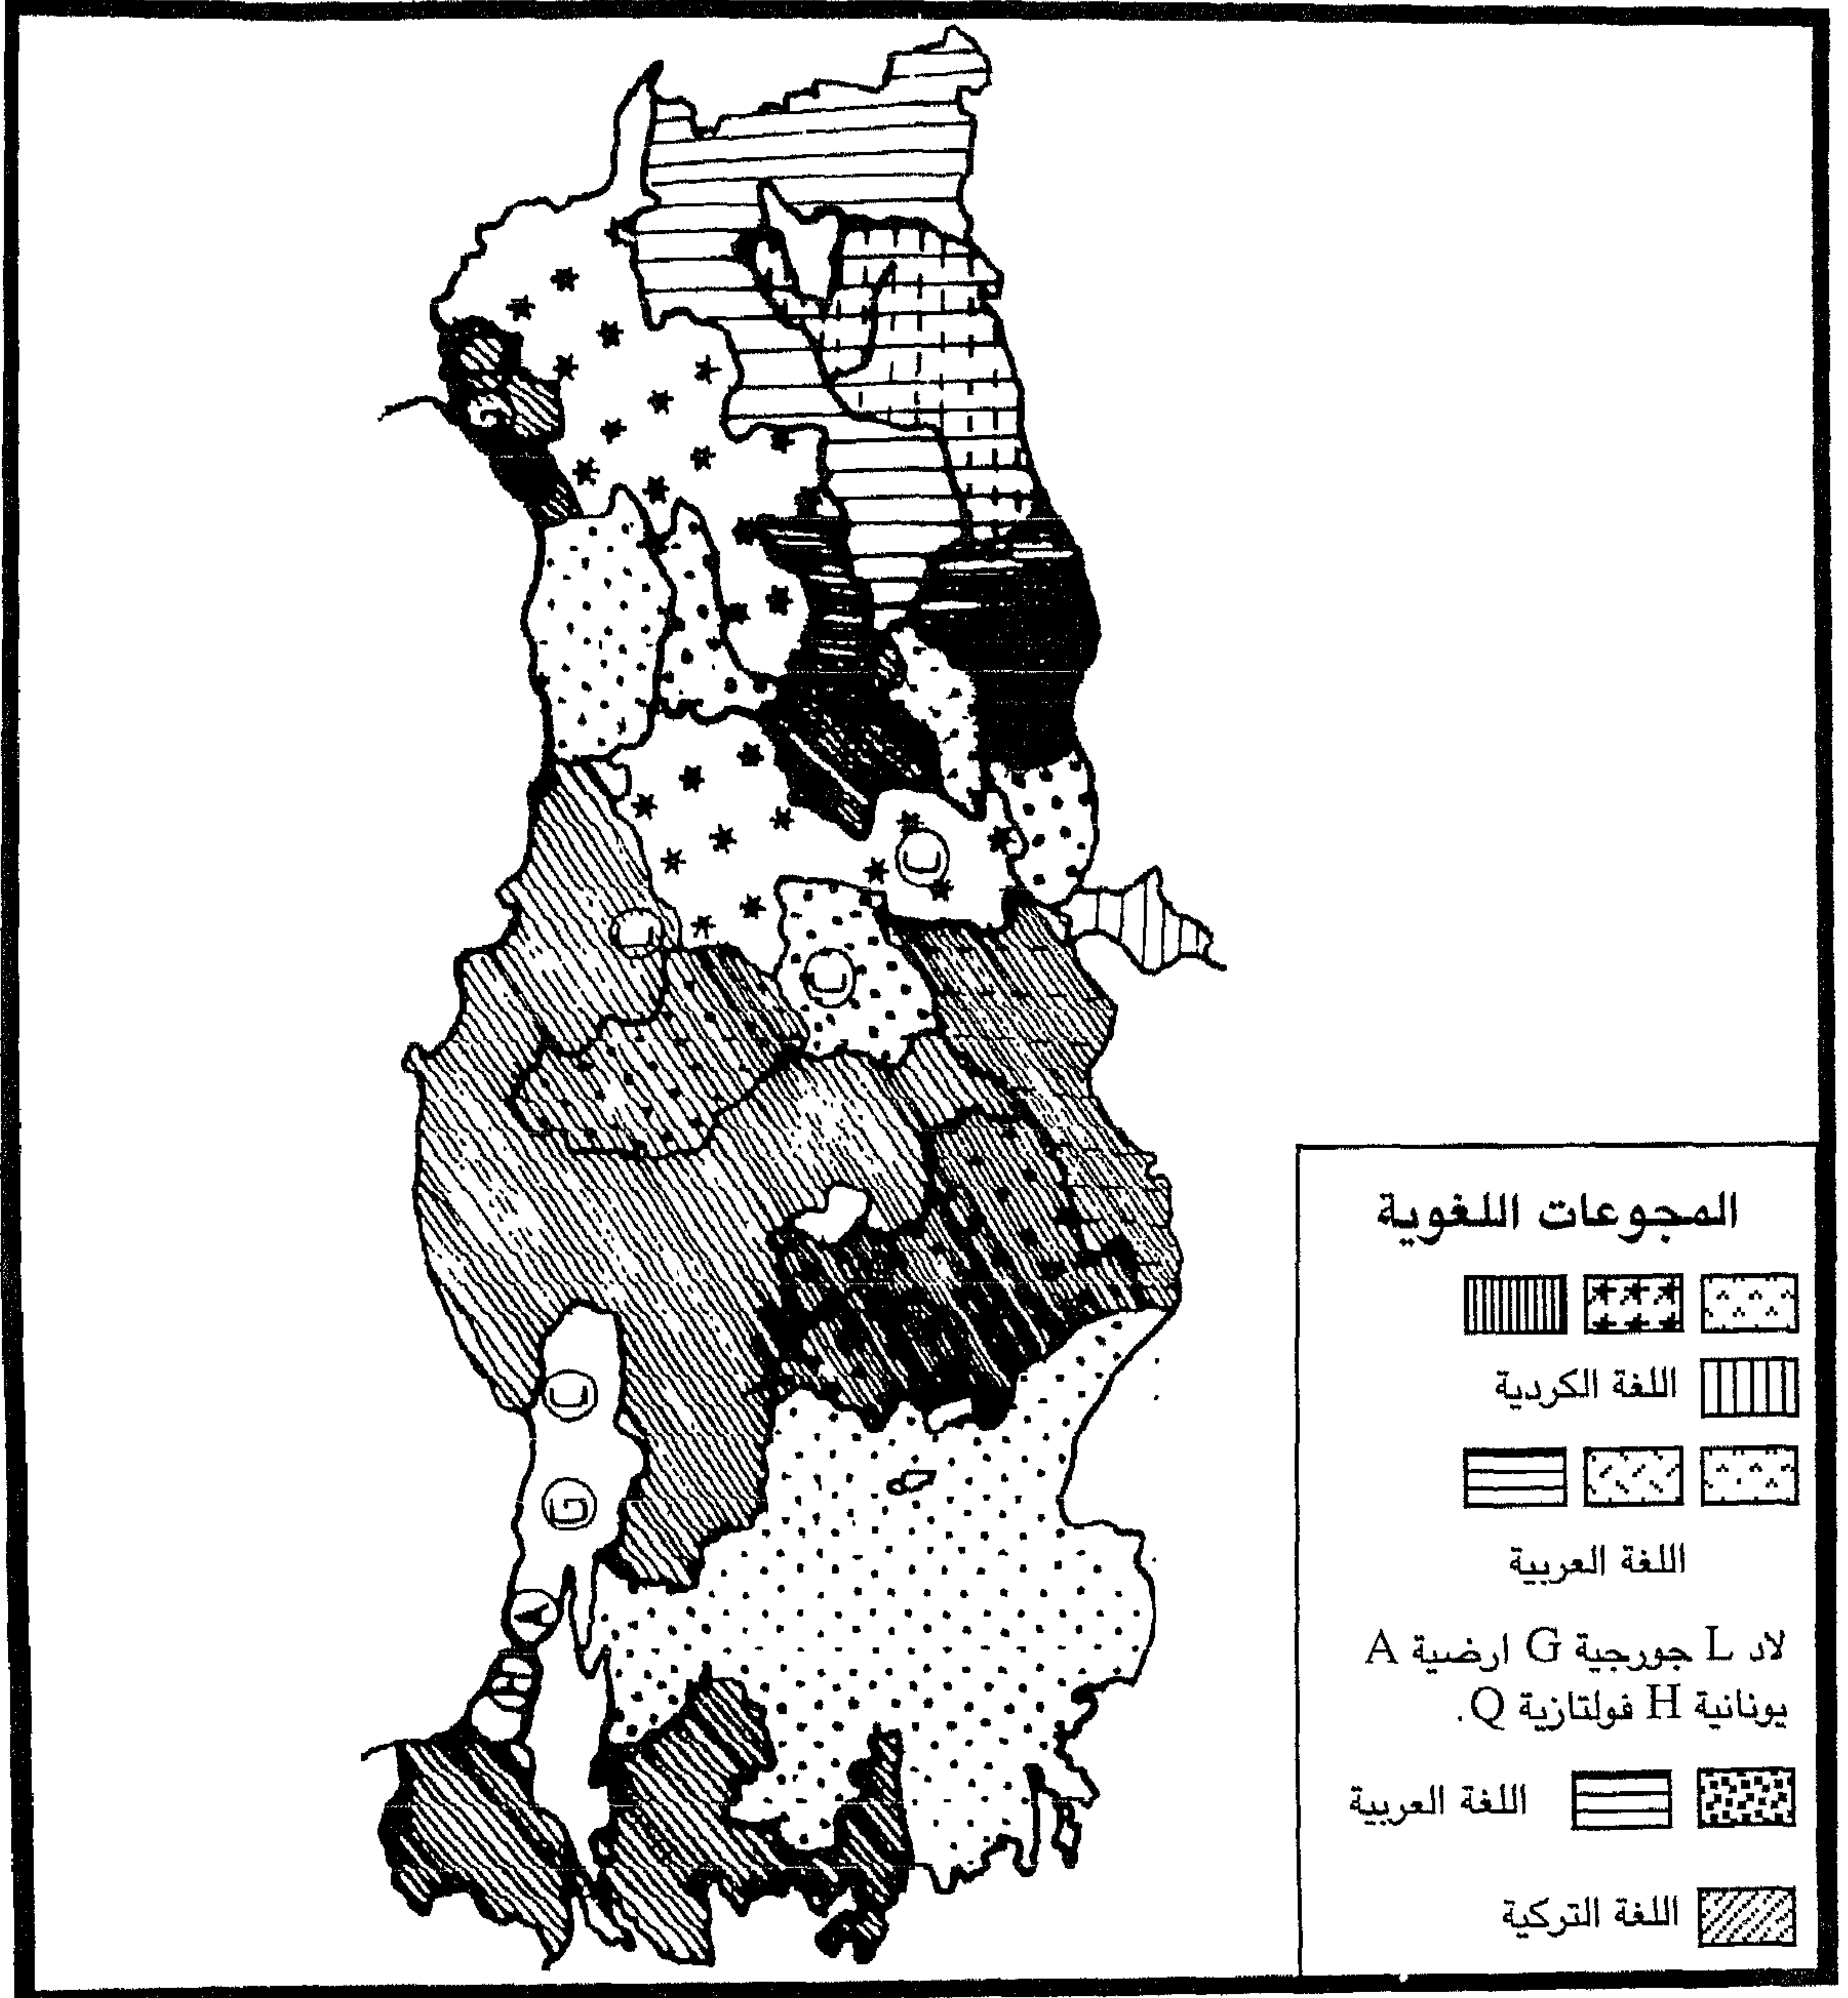 المجوعات اللغوية
اللغة الكردية
اللغة العربية
لاد L جورجية G ارضية A
يونانية H فولتازية Q.
اللغة العربية
اللغة التركية
L
L
L
L
G
A
H